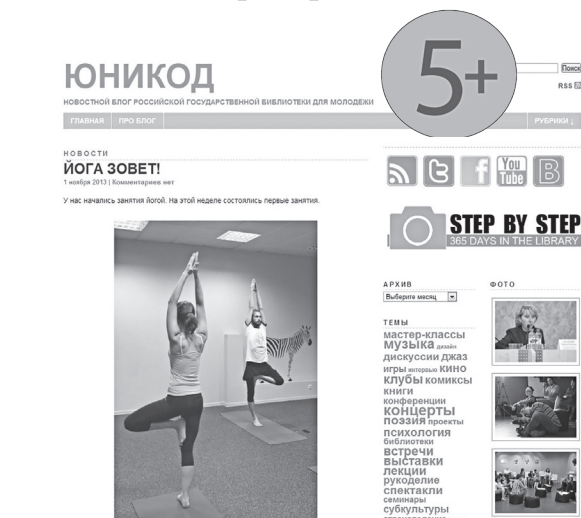 5+
Поиск
ЮНИКОД
RSS
НОВОСТНОЙ БЛОГ РОССИЙСКОЙ ГОСУДАРСТВЕННОЙ БИБЛИОТЕКИ ДЛЯ МОЛОДЕЖИ
ГЛАВНАЯ ПРО БЛОГ РУБРИКИ ↓
НОВОСТИ
ЙОГА ЗОВЕТ!
1 ноября 2013 | Комментариев нет
У нас начались занятия йогой. На этой неделе состоялись первые занятия.
You
Tube
B
STEP BY STEP
365 DAYS IN THE LIBRARY
АРХИВ
Выберите месяц
ТЕМЫ
мастер-классы
музыка дизайн
дискуссии джаз
игры интервью кино
клубы комиксы
книги
конференции
концерты
поэзия проекты
психология
библиотеки
встречи
выставки
лекции
рукоделие
спектакли
семинары
субкультуры
ФОТО